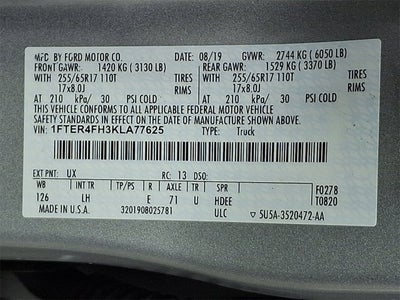 MFD. BY FORD MOTOR CO. 08/19 GVWR: 2744 KG (6050 LB)
FRONT GAWR: 1420 KG (3130 LB) REAR GAWR: 1529 KG (3370 LB)
WITH 255/65R17 110T TIRES WITH 255/65R17 110T TIRES
17x8.0J RIMS 17x8.0J RIMS
AT 210 kPa/ 30 PSI COLD AT 210 kPa/ 30 PSI COLD
THIS VEHICLE CONFORMS TO ALL APPLICABLE FEDERAL MOTOR VEHICLE
SAFETY STANDARDS IN EFFECT ON THE DATE OF MANUFACTURE SHOWN ABOVE.
VIN: 1FTER4FH3KLA77625 TYPE: Truck
EXT PNT: UX RC: 13 DSO: F0278
WB INT TR TP/PS R AXLE TR SPR T0820
126 LH E 71 U HDEE
MADE IN U.S.A. 3201908025781 ULC 5U5A-3520472-AA